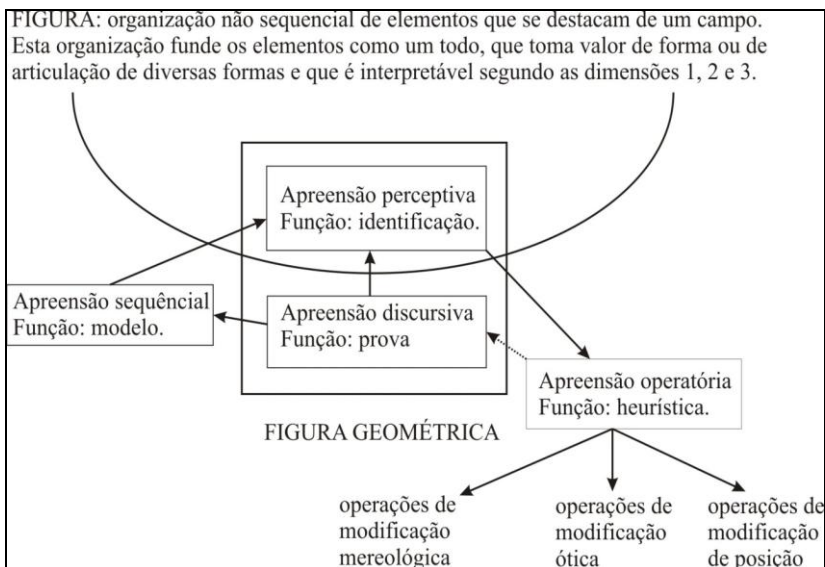 FIGURA: organização não sequencial de elementos que se destacam de um campo.
Esta organização funde os elementos como um todo, que toma valor de forma ou de
articulação de diversas formas e que é interpretável segundo as dimensões 1, 2 e 3.
Apreensão perceptiva
Função: identificação.
Apreensão sequêncial
Função: modelo.
Apreensão discursiva
Função: prova
Apreensão operatória
Função: heurística.
FIGURA GEOMÉTRICA
operações de
modificação
mereológica
operações de
modificação
ótica
operações de
modificação
de posição